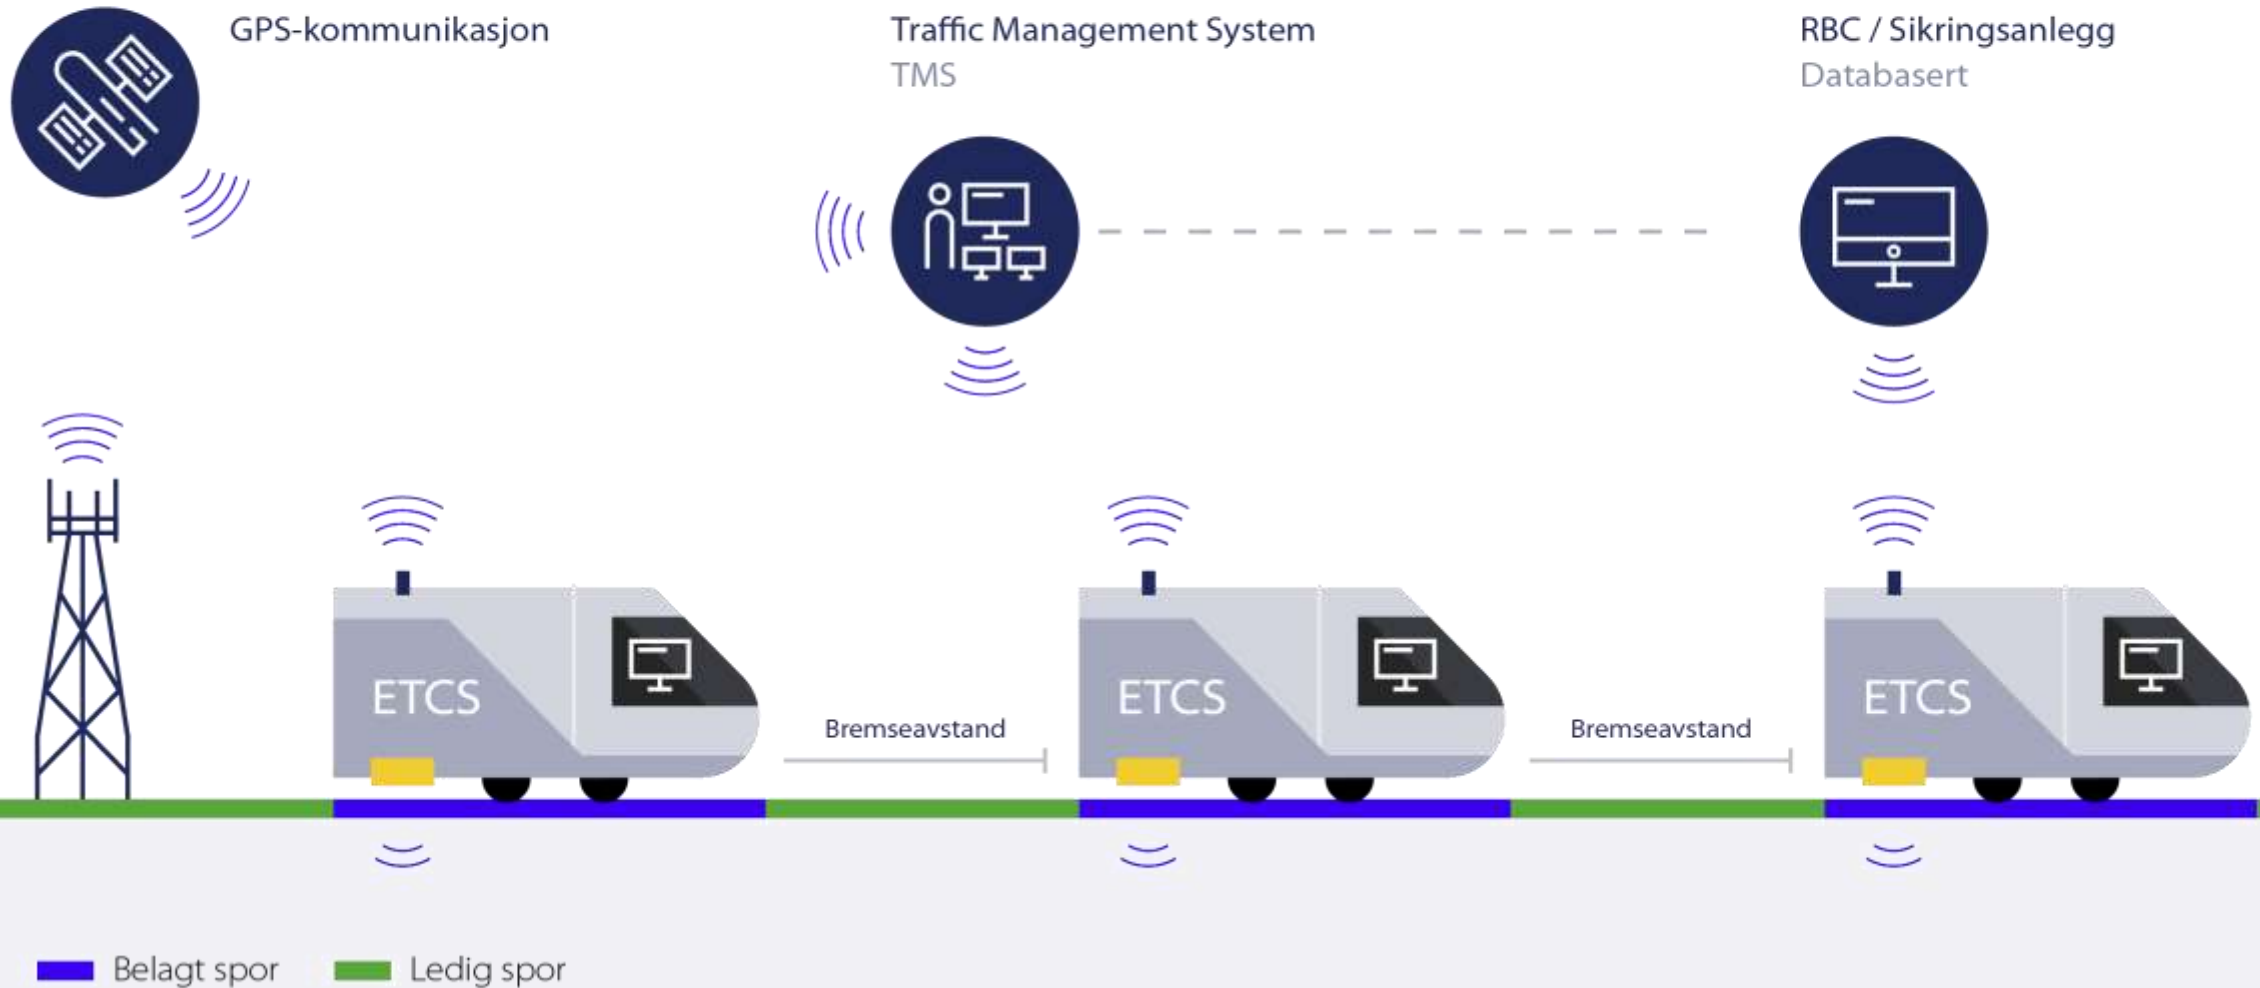 GPS-kommunikasjon
Traffic Management System
TMS
RBC / Sikringsanlegg
Databasert
ETCS
Bremseavstand
ETCS
Bremseavstand
ETCS
Belagt spor
Ledig spor